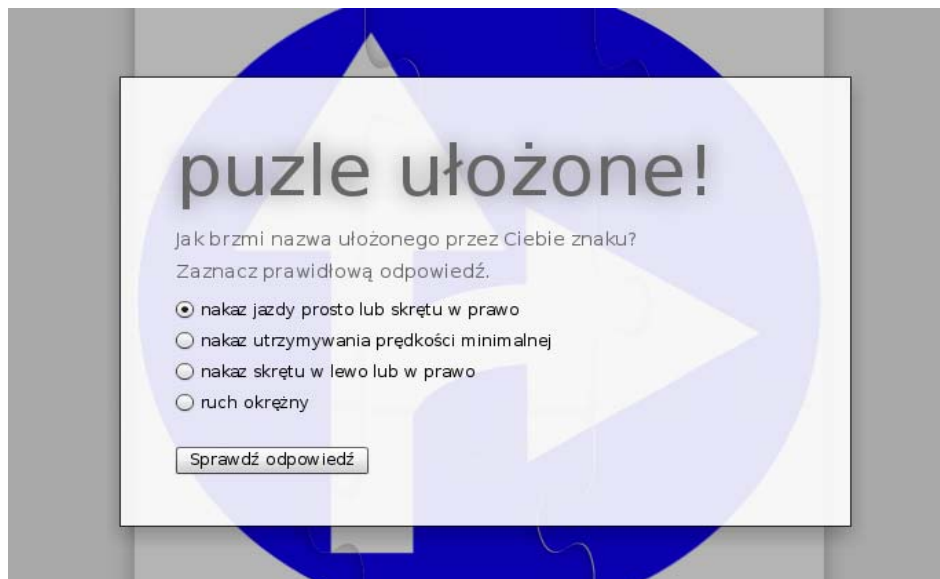 puzle ułożone!
Jak brzmi nazwa ułożonego przez Ciebie znaku?
Zaznacz prawidłową odpowiedź.
nakaz jazdy prosto lub skrętu w prawo
nakaz utrzymywania prędkości minimalnej
nakaz skrętu w lewo lub w prawo
ruch okrężny
Sprawdź odpowiedź